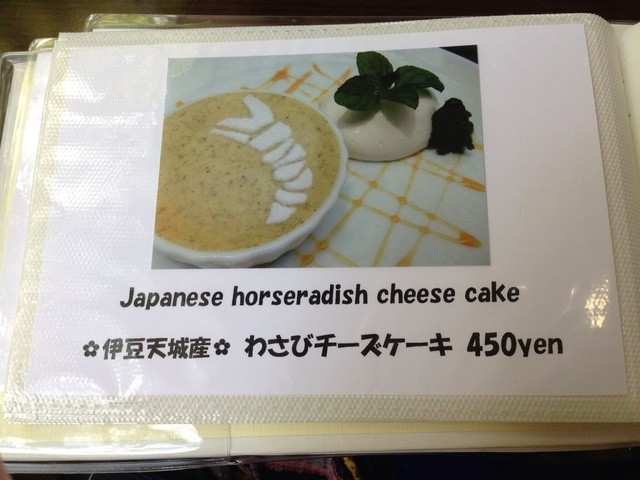 Japanese horseradish cheese cake
✿伊豆天城産✿ わさびチーズケーキ 450yen